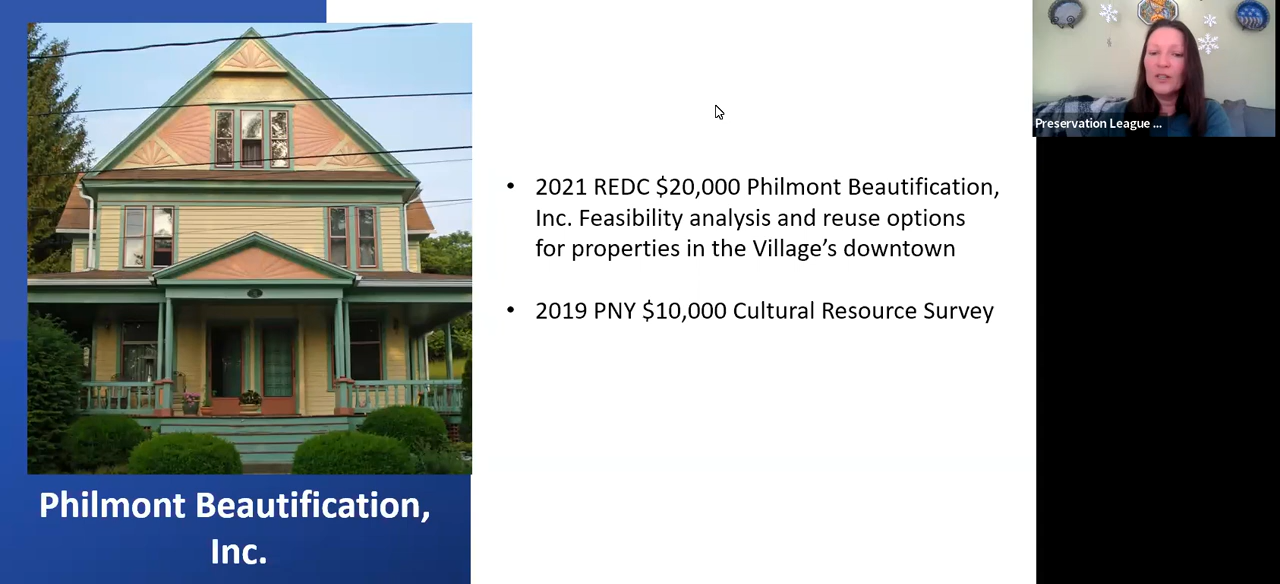 Preservation League ...
• 2021 REDC $20,000 Philmont Beautification,
Inc. Feasibility analysis and reuse options
for properties in the Village’s downtown
• 2019 PNY $10,000 Cultural Resource Survey
Philmont Beautification,
Inc.